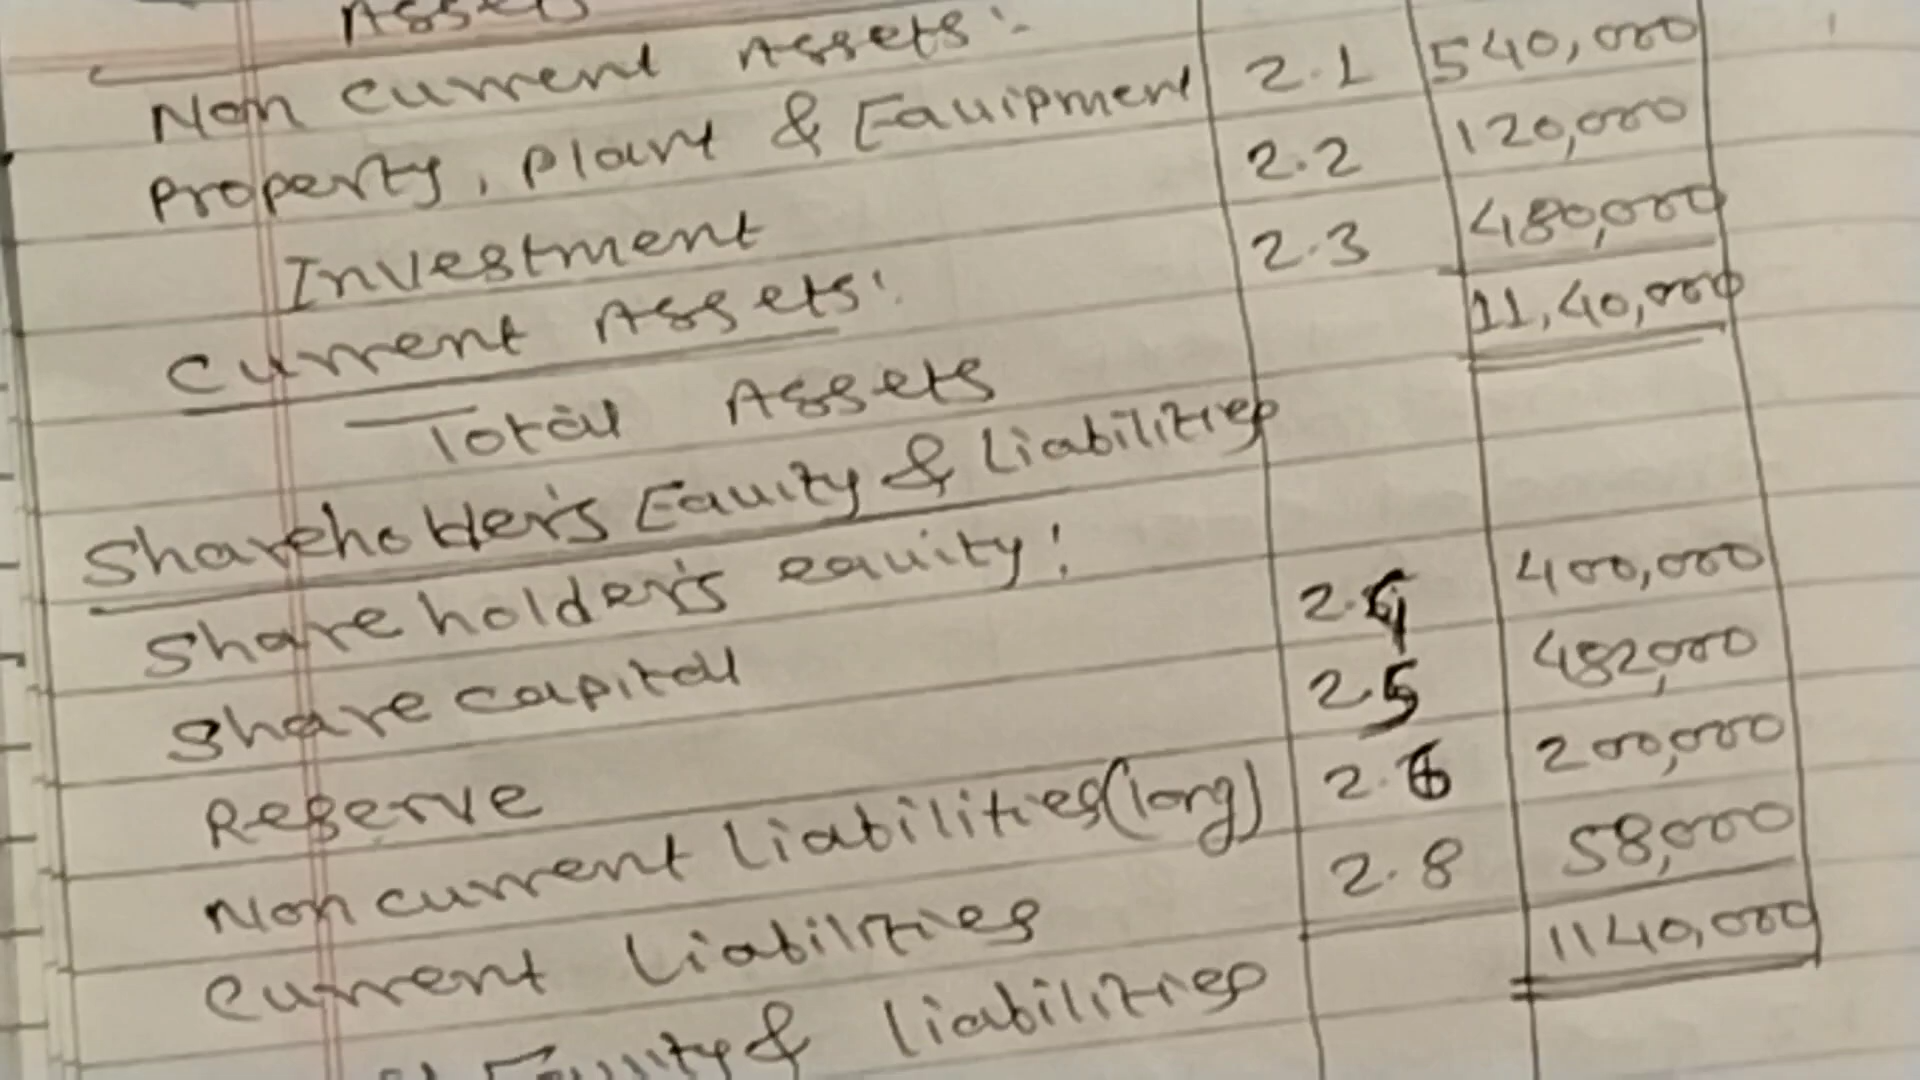 Assets
Non current Assets:-
Property, Plant & Equipment 2.1 540,000
Investment 2.2 120,000
Current Assets: 2.3 480,000
Total Assets 11,40,000
Shareholder's Equity & Liabilities
Shareholder's equity:
Share capital 2.4 400,000
Reserve 2.5 482,000
Non current Liabilities (long) 2.6 200,000
Current Liabilities 2.8 58,000
Equity & Liabilities 1140,000